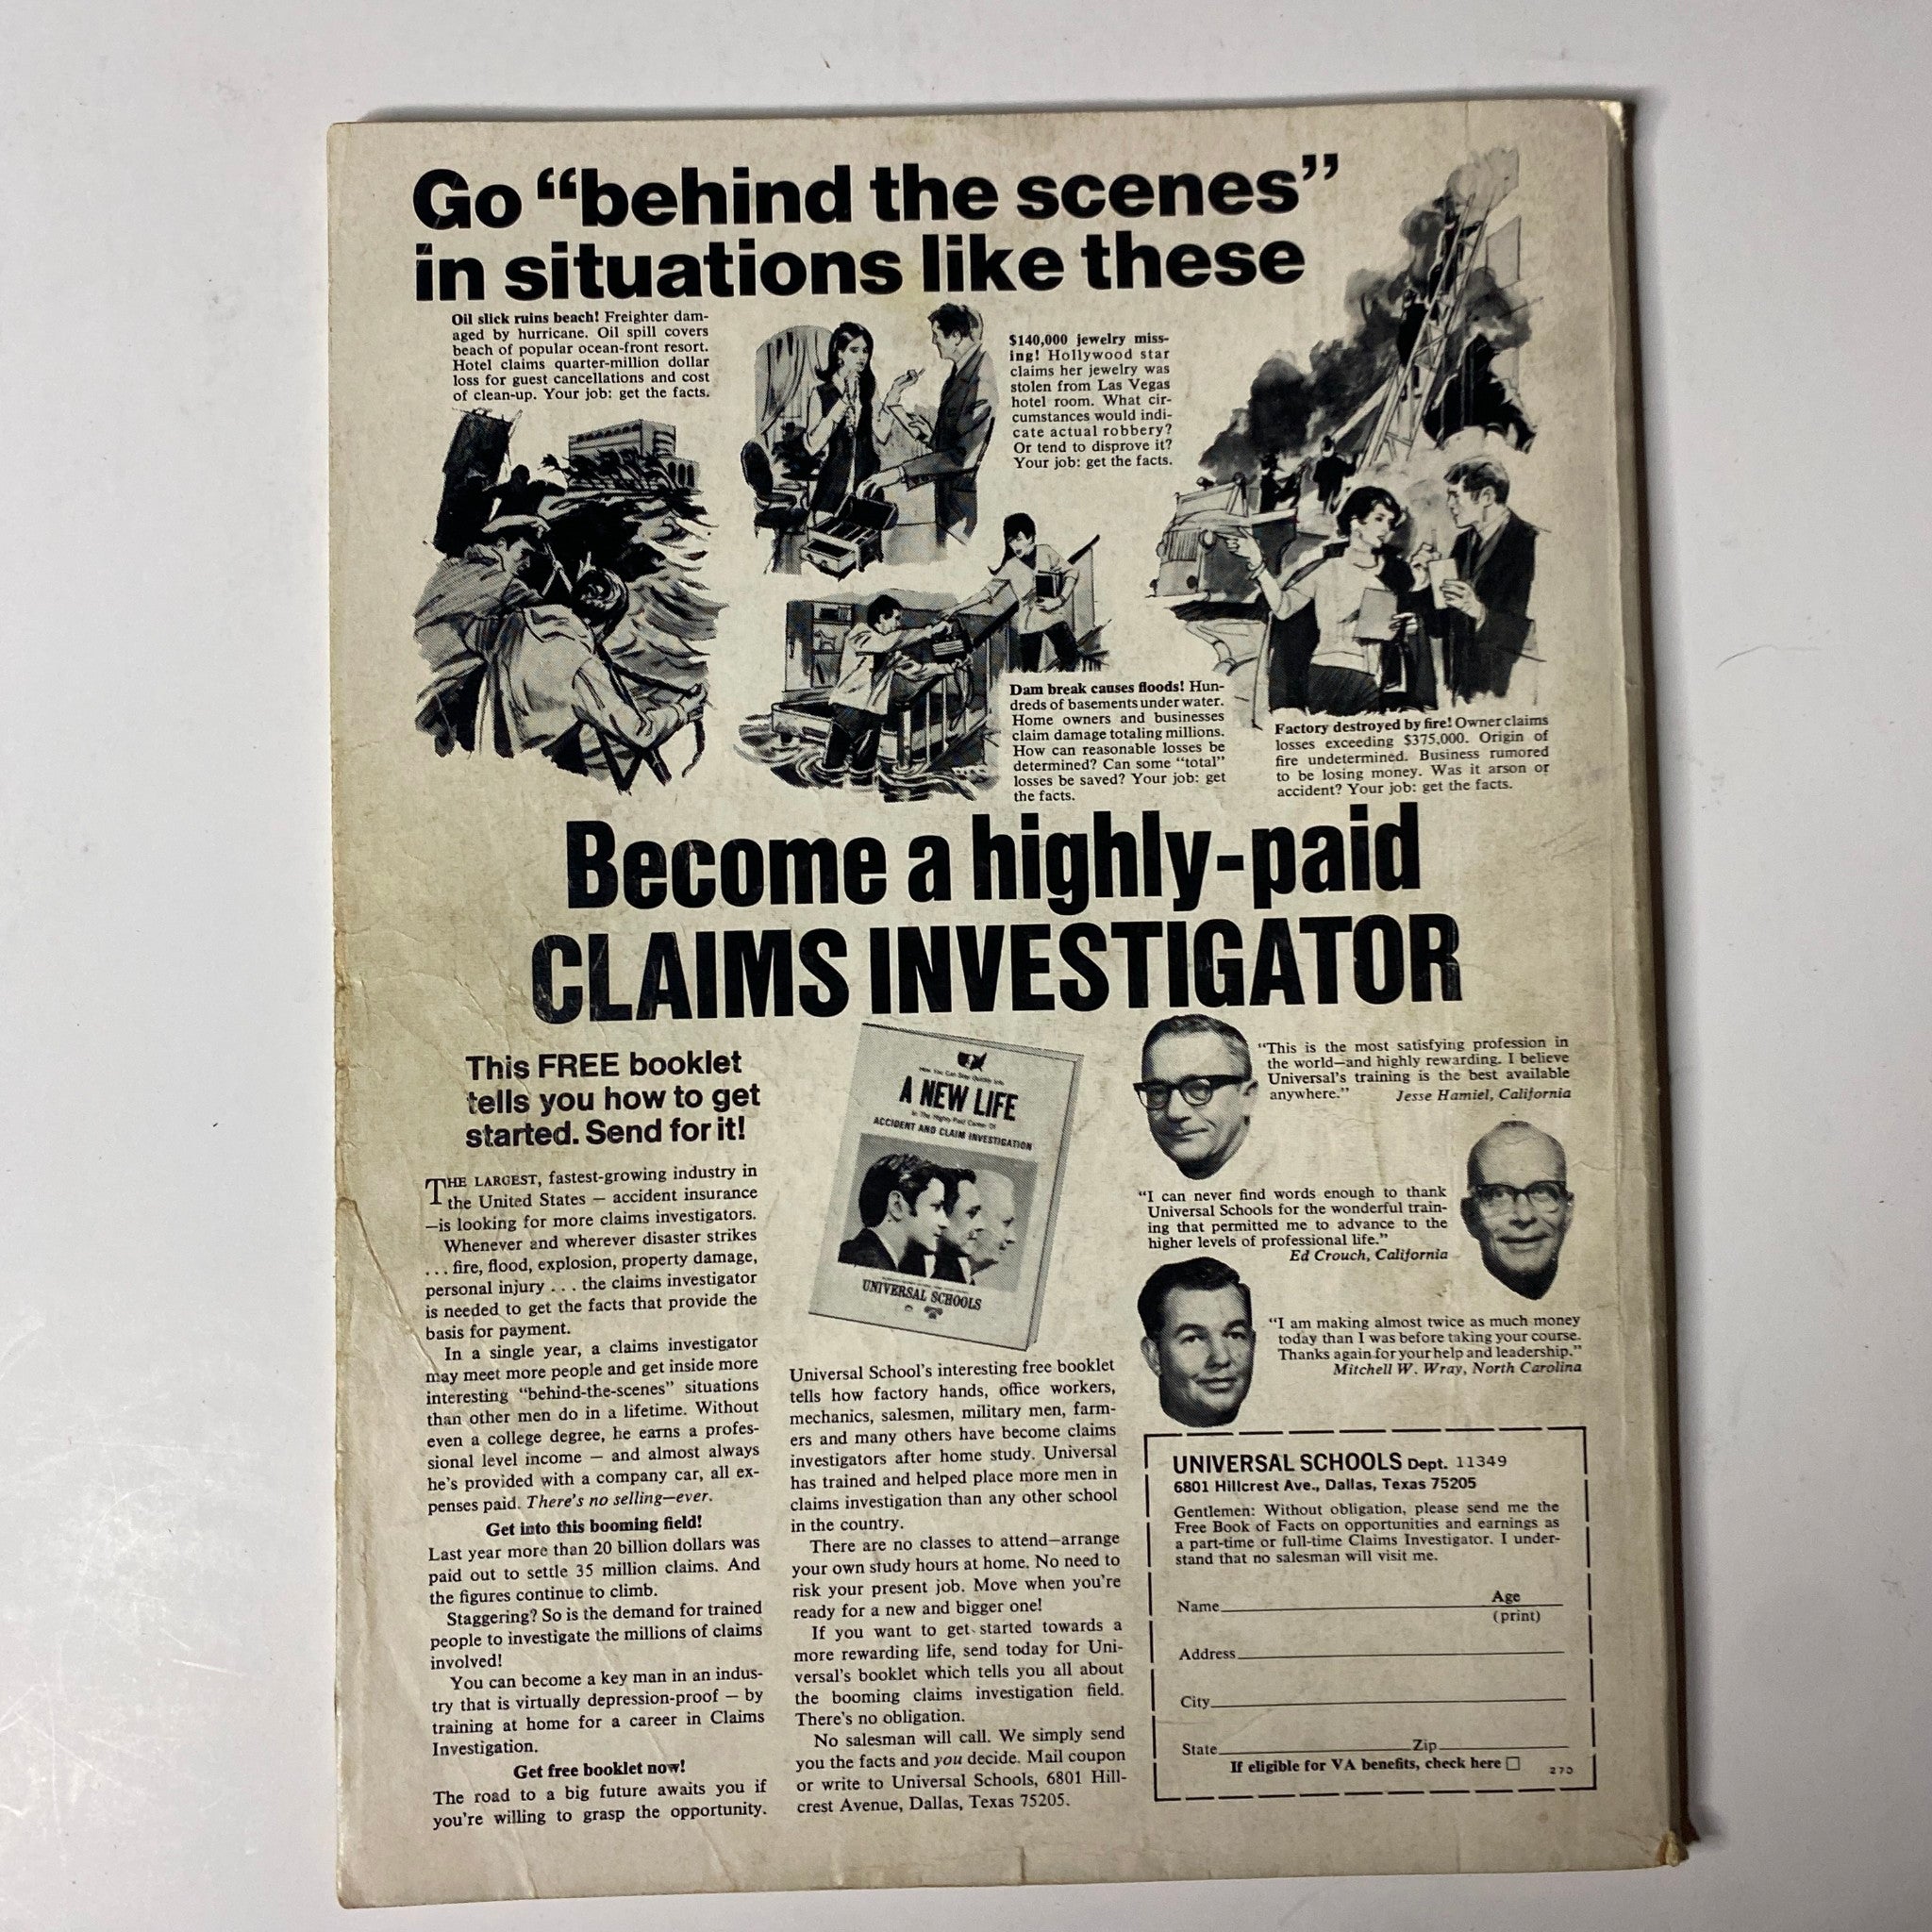 Go “behind the scenes”
in situations like these
Oil slick ruins beach! Freighter dam-
aged by hurricane. Oil spill covers
beach of popular ocean-front resort.
Hotel claims quarter-million dollar
loss for guest cancellations and cost
of clean-up. Your job: get the facts.
$140,000 jewelry miss-
ing! Hollywood star
claims her jewelry was
stolen from Las Vegas
hotel room. What cir-
cumstances would indi-
cate actual robbery?
Or tend to disprove it?
Your job: get the facts.
Dam break causes floods! Hun-
dreds of basements under water.
Home owners and businesses
claim damage totaling millions.
How can reasonable losses be
determined? Can some “total”
losses be saved? Your job: get
the facts.
Factory destroyed by fire! Owner claims
losses exceeding $375,000. Origin of
fire undetermined. Business rumored
to be losing money. Was it arson or
accident? Your job: get the facts.
Become a highly-paid
CLAIMS INVESTIGATOR
This FREE booklet
tells you how to get
started. Send for it!
THE LARGEST, fastest-growing industry in
the United States — accident insurance
—is looking for more claims investigators.
Whenever and wherever disaster strikes
. . . fire, flood, explosion, property damage,
personal injury . . . the claims investigator
is needed to get the facts that provide the
basis for payment.
In a single year, a claims investigator
may meet more people and get inside more
interesting “behind-the-scenes” situations
than other men do in a lifetime. Without
even a college degree, he earns a profes-
sional level income — and almost always
he's provided with a company car, all ex-
penses paid. There's no selling—ever.
Get into this booming field!
Last year more than 20 billion dollars was
paid out to settle 35 million claims. And
the figures continue to climb.
Staggering? So is the demand for trained
people to investigate the millions of claims
involved!
You can become a key man in an indus-
try that is virtually depression-proof — by
training at home for a career in Claims
Investigation.
Get free booklet now!
The road to a big future awaits you if
you're willing to grasp the opportunity.
How You Can Step Quickly Into
A NEW LIFE
In The Highly-Paid Career Of
ACCIDENT AND CLAIM INVESTIGATION
UNIVERSAL SCHOOLS
Universal School's interesting free booklet
tells how factory hands, office workers,
mechanics, salesmen, military men, farm-
ers and many others have become claims
investigators after home study. Universal
has trained and helped place more men in
claims investigation than any other school
in the country.
There are no classes to attend—arrange
your own study hours at home. No need to
risk your present job. Move when you're
ready for a new and bigger one!
If you want to get started towards a
more rewarding life, send today for Uni-
versal's booklet which tells you all about
the booming claims investigation field.
There's no obligation.
No salesman will call. We simply send
you the facts and you decide. Mail coupon
or write to Universal Schools, 6801 Hill-
crest Avenue, Dallas, Texas 75205.
“This is the most satisfying profession in
the world—and highly rewarding. I believe
Universal's training is the best available
anywhere.” Jesse Hamiel, California
“I can never find words enough to thank
Universal Schools for the wonderful train-
ing that permitted me to advance to the
higher levels of professional life.”
Ed Crouch, California
“I am making almost twice as much money
today than I was before taking your course.
Thanks again for your help and leadership.”
Mitchell W. Wray, North Carolina
UNIVERSAL SCHOOLS Dept. 11349
6801 Hillcrest Ave., Dallas, Texas 75205
Gentlemen: Without obligation, please send me the
Free Book of Facts on opportunities and earnings as
a part-time or full-time Claims Investigator. I under-
stand that no salesman will visit me.
Name Age
(print)
Address
City
State Zip
If eligible for VA benefits, check here
270